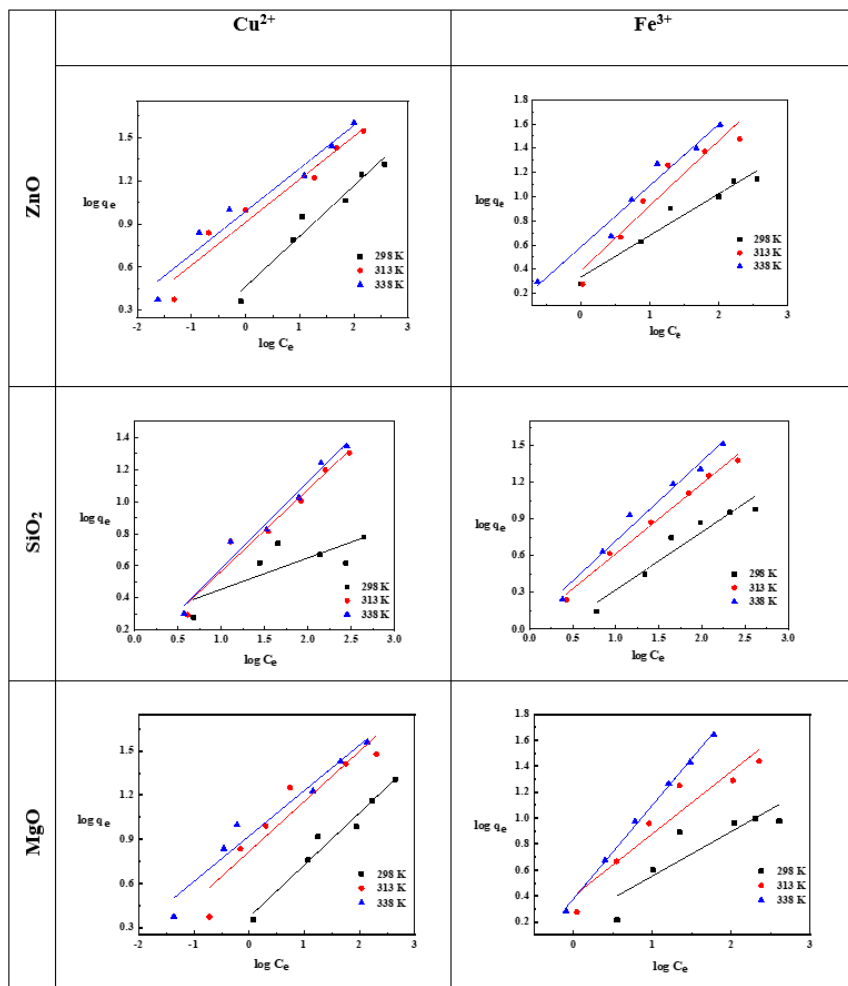 Cu²⁺
Fe³⁺
ZnO
1.5
1.2
0.9
0.6
0.3
log qₑ
-2
-1
0
1
2
3
log Cₑ
298 K
313 K
338 K
1.8
1.6
1.4
1.2
1.0
0.8
0.6
0.4
0.2
log qₑ
0
1
2
3
log Cₑ
298 K
313 K
338 K
SiO₂
1.4
1.2
1.0
0.8
0.6
0.4
0.2
log qₑ
0.0
0.5
1.0
1.5
2.0
2.5
3.0
log Cₑ
298 K
313 K
338 K
1.5
1.2
0.9
0.6
0.3
0.0
log qₑ
0.0
0.5
1.0
1.5
2.0
2.5
3.0
log Cₑ
298 K
313 K
338 K
MgO
1.5
1.2
0.9
0.6
0.3
log qₑ
-2
-1
0
1
2
3
log Cₑ
298 K
313 K
338 K
1.8
1.6
1.4
1.2
1.0
0.8
0.6
0.4
0.2
log qₑ
0
1
2
3
log Cₑ
298 K
313 K
338 K